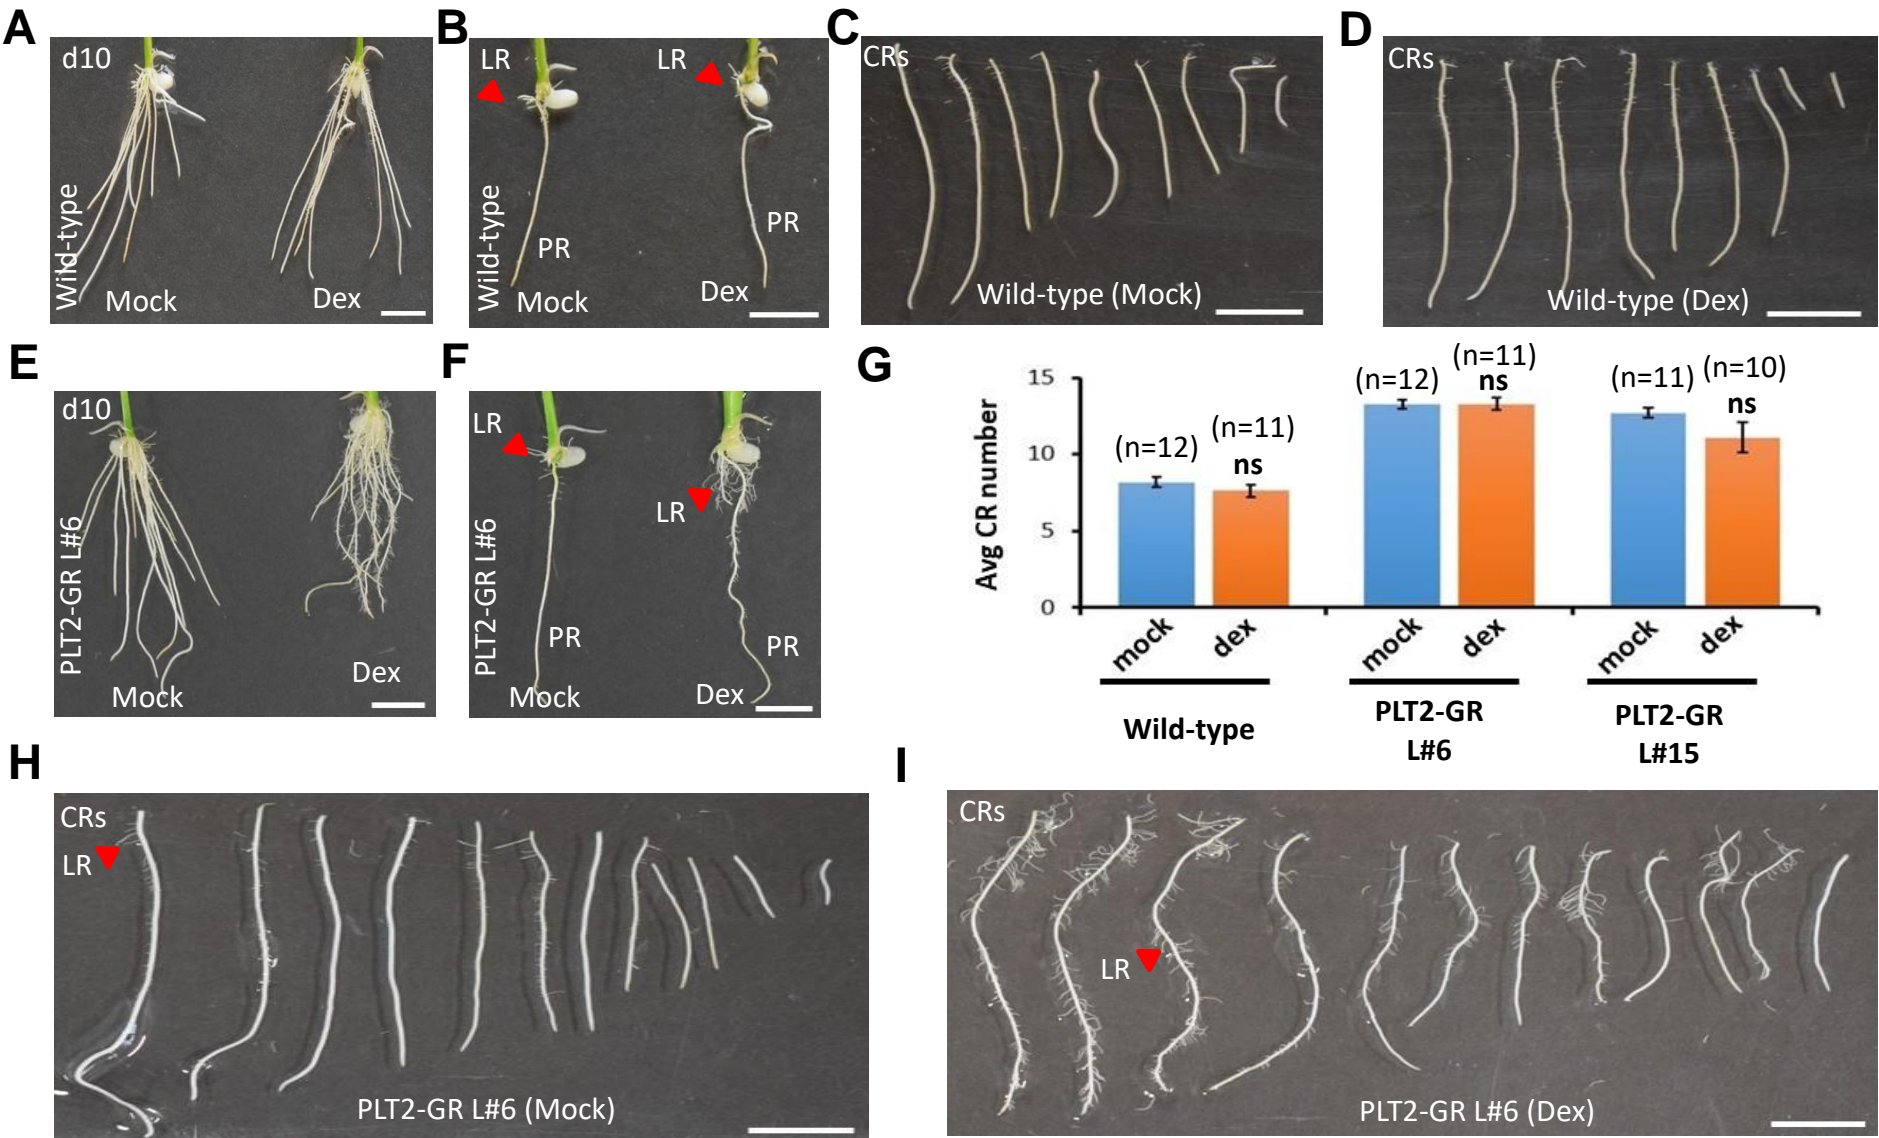 A
d10
Wild-type
Mock
Dex
B
LR
LR
Wild-type
PR
PR
Mock
Dex
C
CRs
Wild-type (Mock)
D
CRs
Wild-type (Dex)
E
d10
PLT2-GR L#6
Mock
Dex
F
LR
LR
PLT2-GR L#6
PR
PR
Mock
Dex
G
Avg CR number
15
10
5
0
(n=12)
(n=11)
ns
(n=12)
(n=11)
ns
(n=11)
(n=10)
ns
mock
dex
mock
dex
mock
dex
Wild-type
PLT2-GR
L#6
PLT2-GR
L#15
H
CRs
LR
PLT2-GR L#6 (Mock)
I
CRs
LR
PLT2-GR L#6 (Dex)